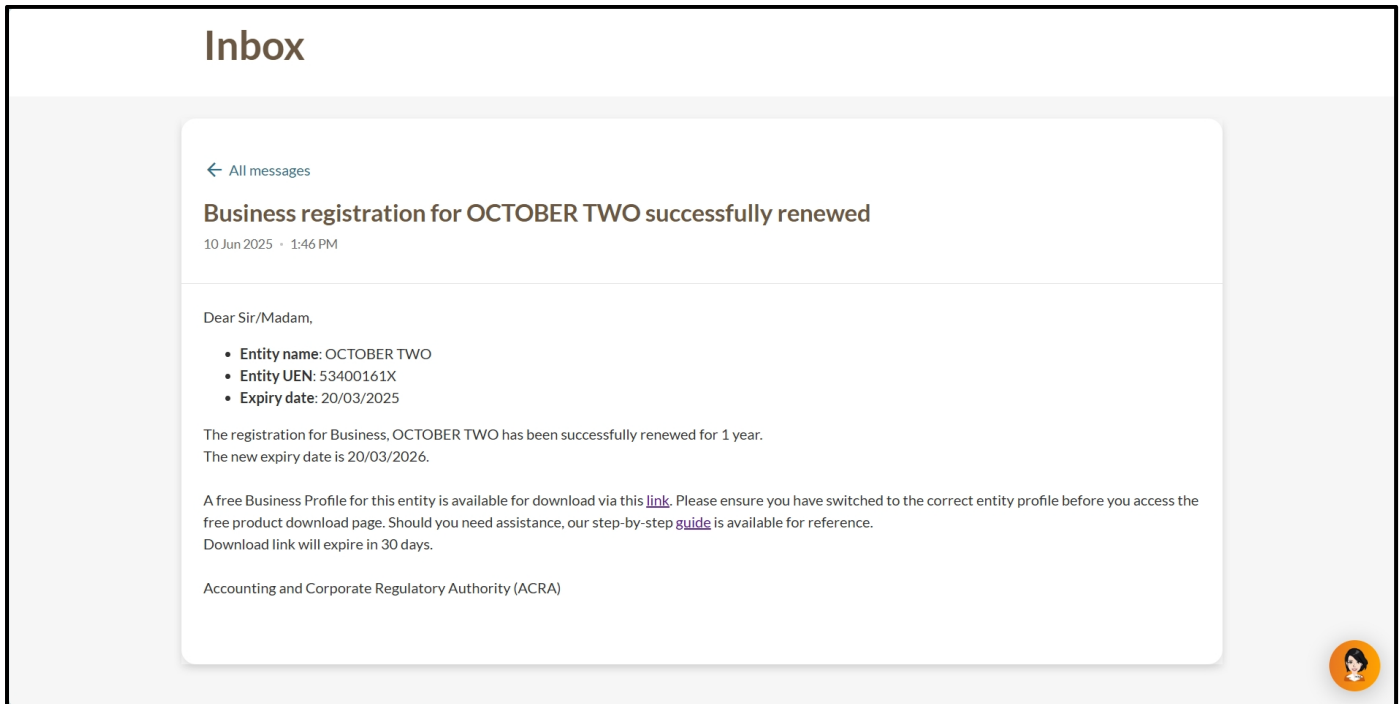 Inbox
← All messages
Business registration for OCTOBER TWO successfully renewed
10 Jun 2025 • 1:46 PM
Dear Sir/Madam,
• Entity name: OCTOBER TWO
• Entity UEN: 53400161X
• Expiry date: 20/03/2025
The registration for Business, OCTOBER TWO has been successfully renewed for 1 year.
The new expiry date is 20/03/2026.
A free Business Profile for this entity is available for download via this link. Please ensure you have switched to the correct entity profile before you access the
free product download page. Should you need assistance, our step-by-step guide is available for reference.
Download link will expire in 30 days.
Accounting and Corporate Regulatory Authority (ACRA)